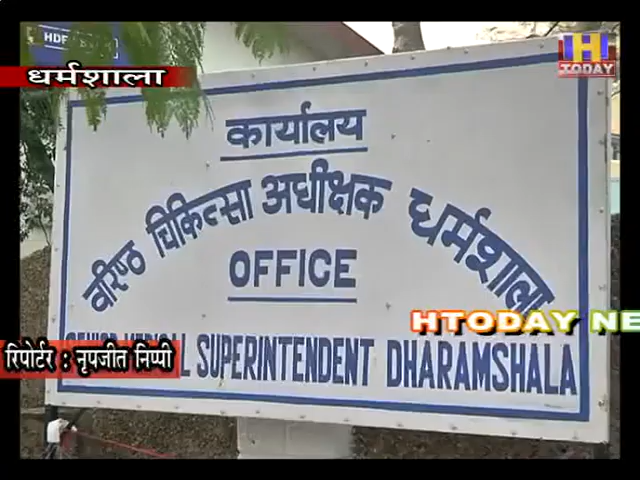 HDF
H
TODAY
धर्मशाला
कार्यालय
वरिष्ठ चिकित्सा अधीक्षक धर्मशाला
OFFICE
HTODAY NE
रिपोर्टर : नृपजीत निप्पी
SUPERINTENDENT DHARAMSHALA